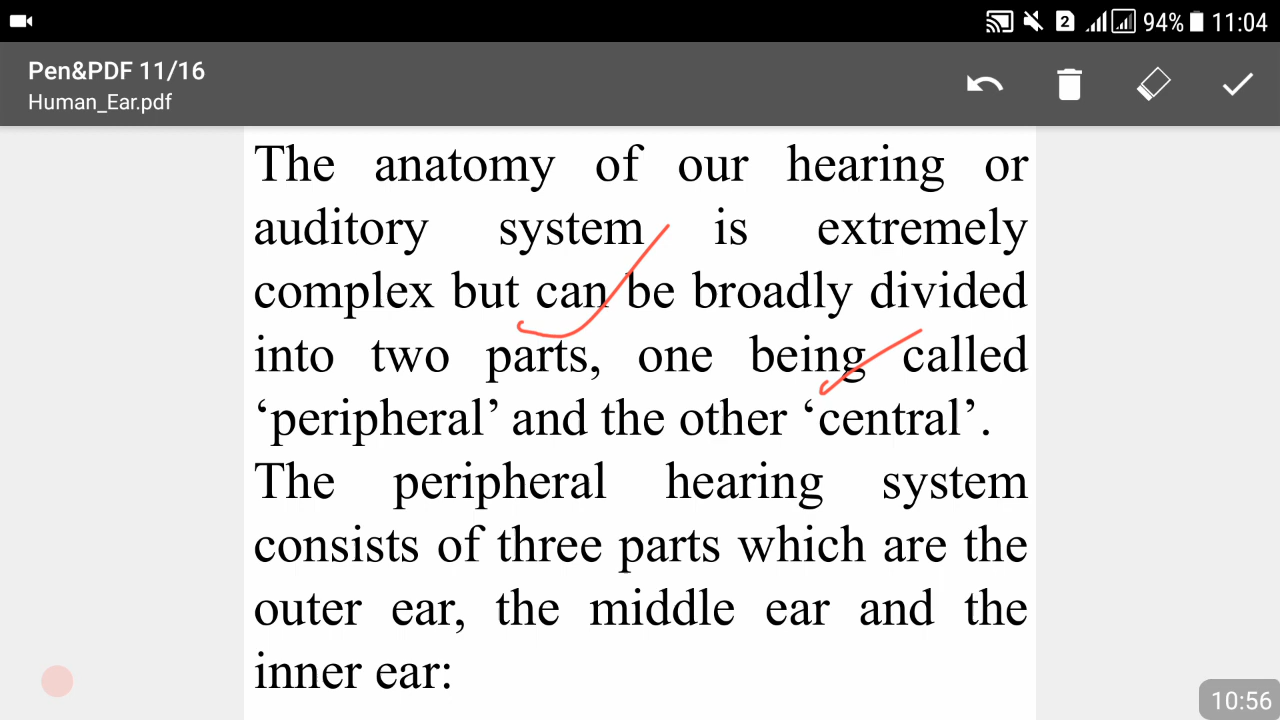 2 94% 11:04
Pen&PDF 11/16
Human_Ear.pdf
The anatomy of our hearing or
auditory system is extremely
complex but can be broadly divided
into two parts, one being called
‘peripheral’ and the other ‘central’.
The peripheral hearing system
consists of three parts which are the
outer ear, the middle ear and the
inner ear:
10:56